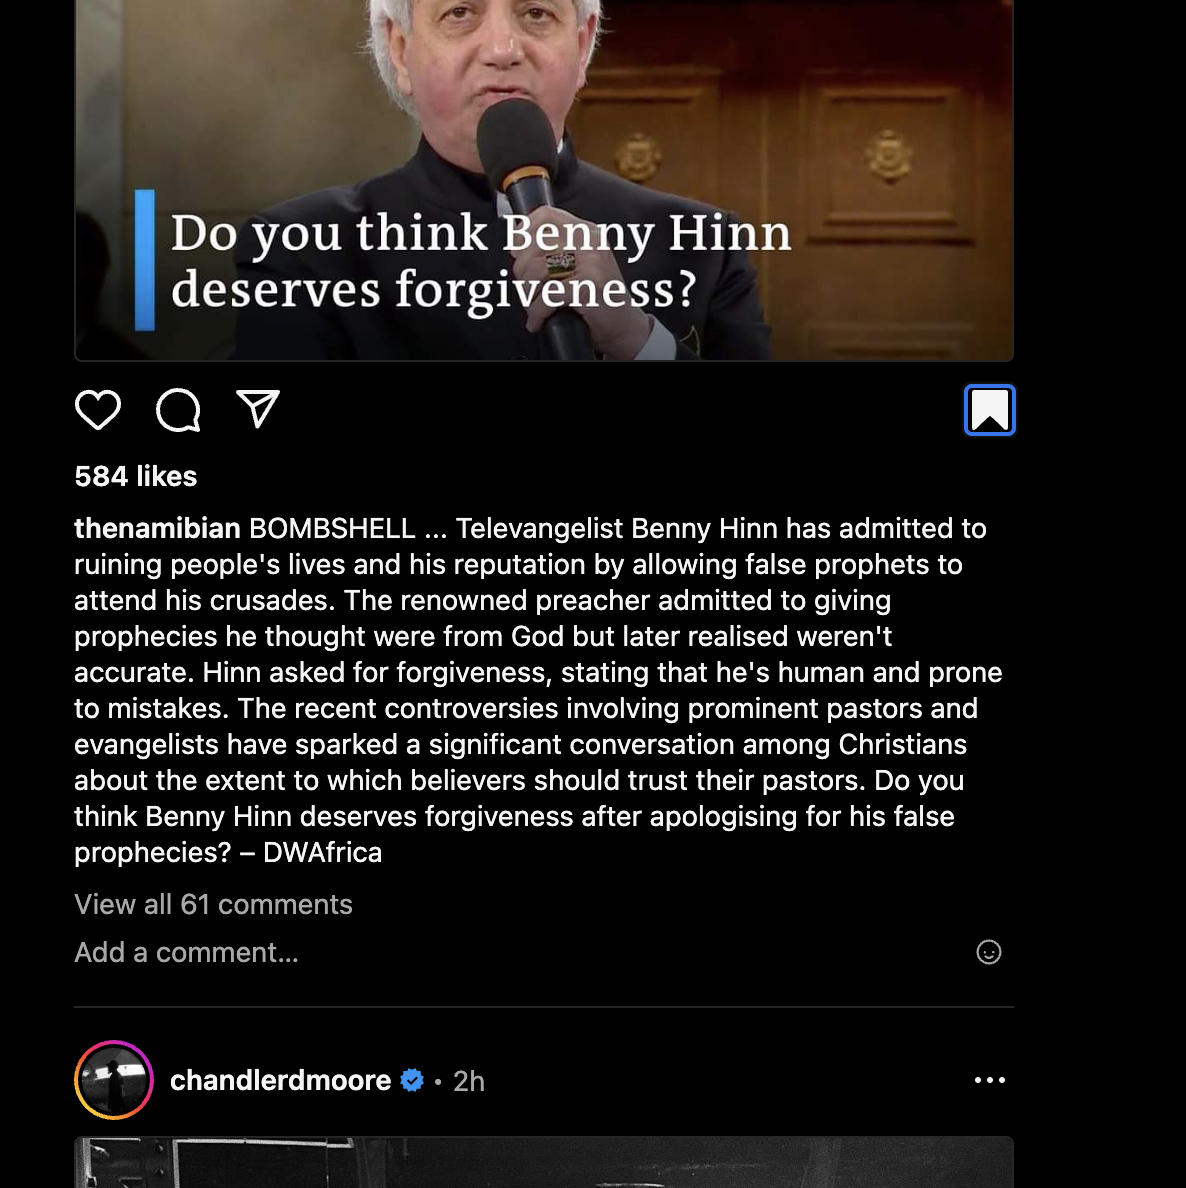 Do you think Benny Hinn
deserves forgiveness?
584 likes
thenamibian BOMBSHELL ... Televangelist Benny Hinn has admitted to
ruining people's lives and his reputation by allowing false prophets to
attend his crusades. The renowned preacher admitted to giving
prophecies he thought were from God but later realised weren't
accurate. Hinn asked for forgiveness, stating that he's human and prone
to mistakes. The recent controversies involving prominent pastors and
evangelists have sparked a significant conversation among Christians
about the extent to which believers should trust their pastors. Do you
think Benny Hinn deserves forgiveness after apologising for his false
prophecies? – DWAfrica
View all 61 comments
Add a comment...
chandlerdmoore • 2h